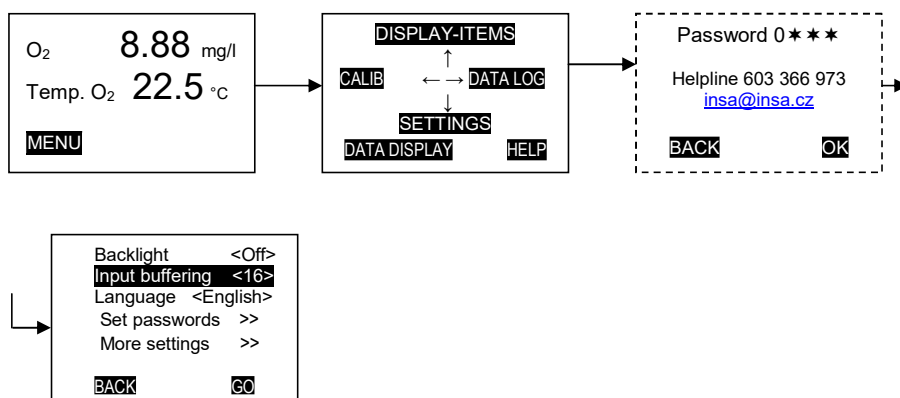 O₂ 8.88 mg/l
Temp. O₂ 22.5 °C
MENU
DISPLAY-ITEMS
↑
CALIB ←→ DATA LOG
↓
SETTINGS
DATA DISPLAY HELP
Password 0✶✶✶
Helpline 603 366 973
insa@insa.cz
BACK OK
Backlight <Off>
Input buffering <16>
Language <English>
Set passwords >>
More settings >>
BACK GO